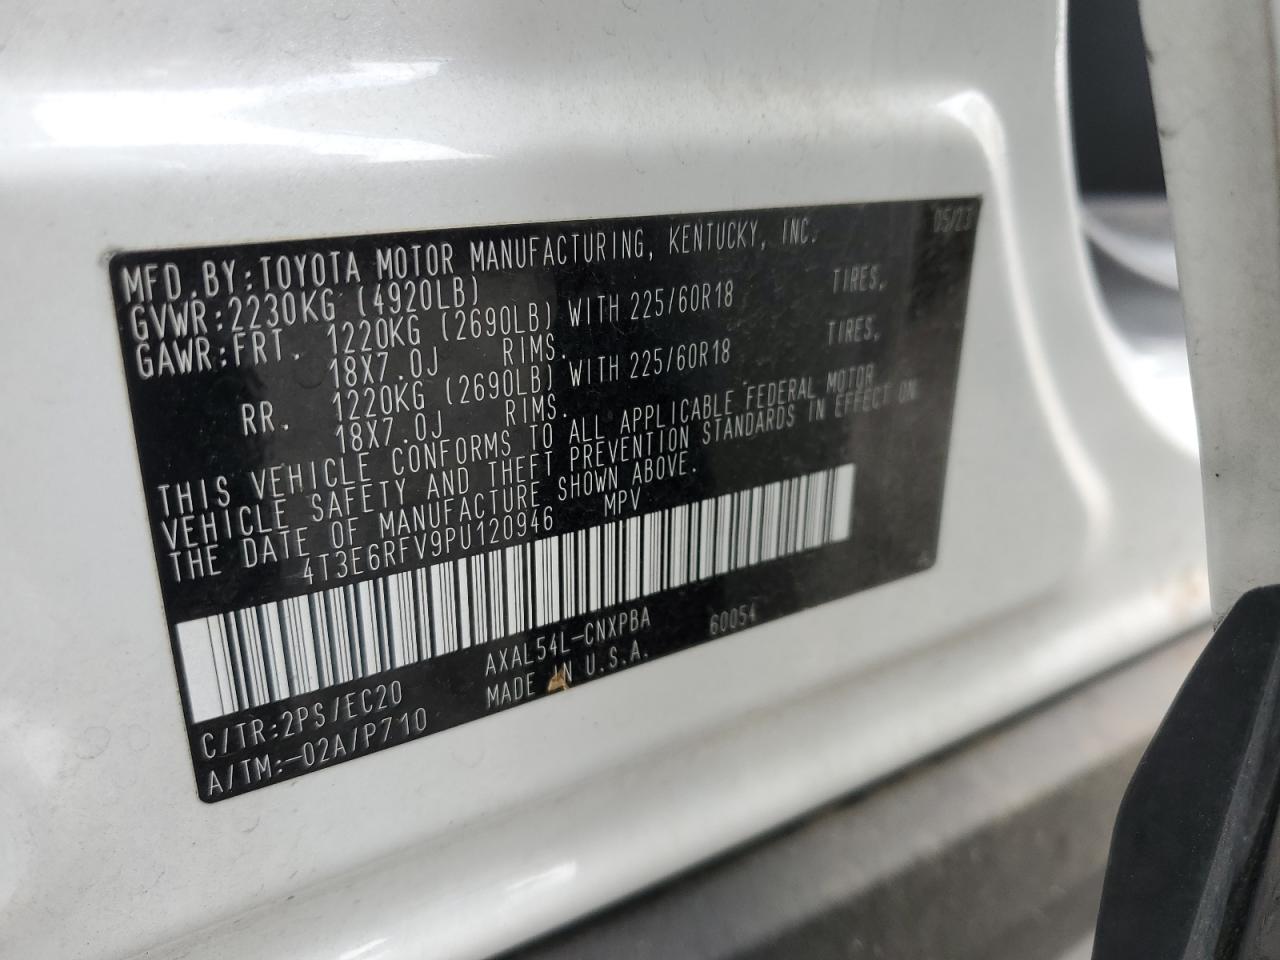 MFD.BY:TOYOTA MOTOR MANUFACTURING, KENTUCKY, INC. 05/23
GVWR:2230KG (4920LB)
GAWR:FRT. 1220KG (2690LB) WITH 225/60R18 TIRES,
18X7.0J RIMS.
RR. 1220KG (2690LB) WITH 225/60R18 TIRES,
18X7.0J RIMS.
THIS VEHICLE CONFORMS TO ALL APPLICABLE FEDERAL MOTOR
VEHICLE SAFETY AND THEFT PREVENTION STANDARDS IN EFFECT ON
THE DATE OF MANUFACTURE SHOWN ABOVE.
4T3E6RFV9PU120946 MPV
AXAL54L-CNXPBA 60054
C/TR:2PS/EC20 MADE IN U.S.A.
A/TM:-02A/P710